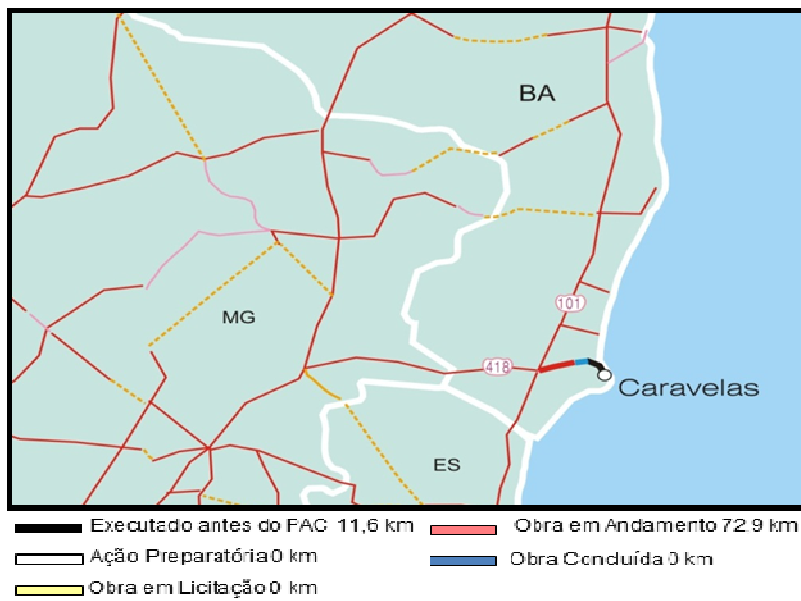 BA
101
MG
418
Caravelas
ES
Executado antes do PAC 11,6 km
Obra em Andamento 72,9 km
Ação Preparatória 0 km
Obra Concluída 0 km
Obra em Licitação 0 km